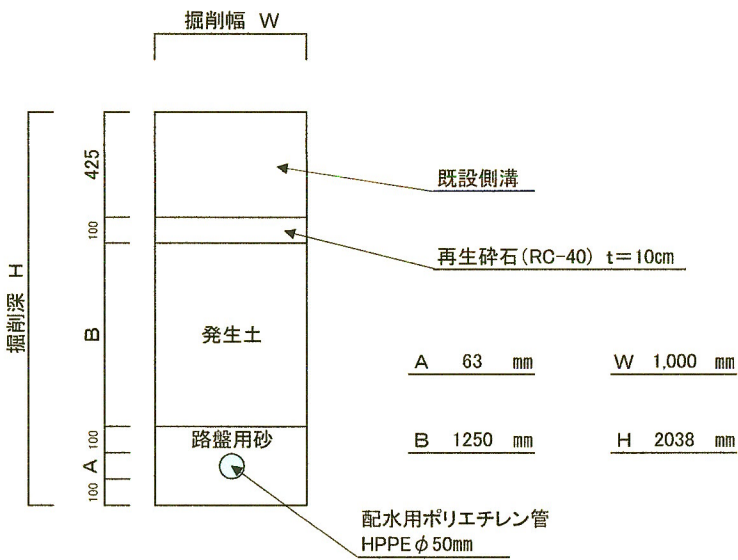 掘削幅 W
掘削深 H
425
100
B
100
A
100
既設側溝
再生砕石(RC-40) t=10cm
発生土
路盤用砂
配水用ポリエチレン管
HPPEφ50mm
A 63 mm
W 1,000 mm
B 1250 mm
H 2038 mm